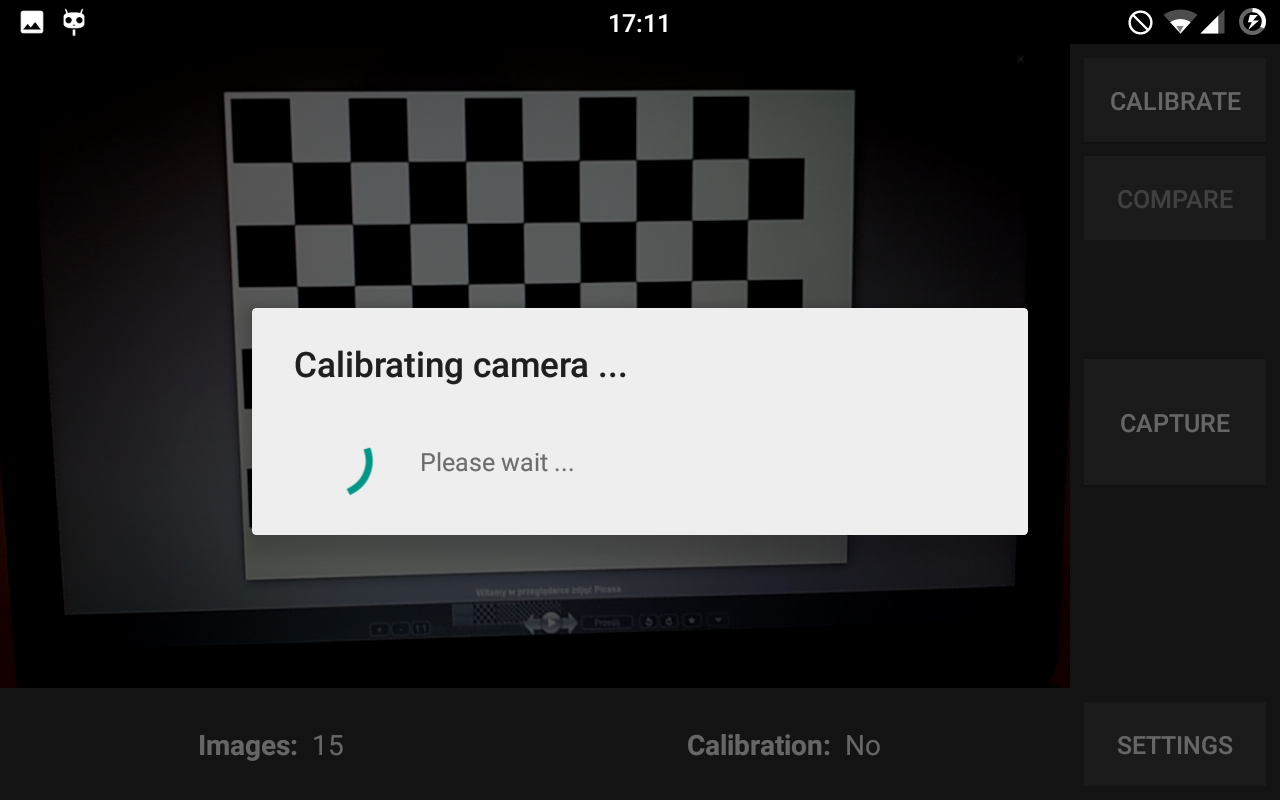 17:11
CALIBRATE
COMPARE
Calibrating camera ...
Please wait ...
CAPTURE
Witamy w przeglądarce zdjęć Picasa
Prześlij
Images: 15
Calibration: No
SETTINGS